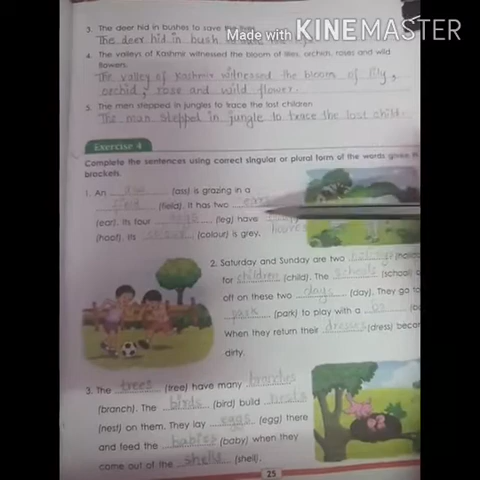 Made with KINEMASTER
3. The deer hid in bushes to save the
The deer hid in bush to
4. The valleys of Kashmir witnessed the bloom of lilies, orchids, roses and wild
flowers.
The valley of Kashmir witnessed the bloom of lily,
orchid, rose and wild flower.
5. The men stepped in jungles to trace the lost children
The man stepped in jungle to trace the lost child.
Exercise 4
Complete the sentences using correct singular or plural form of the words given in
brackets.
1. An ass (ass) is grazing in a
field (field). It has two ears
(ear). Its four legs (leg) have
(hoof). Its colour (colour) is grey.
2. Saturday and Sunday are two
for children (child). The schools (school)
off on these two days (day). They go to
park (park) to play with a
When they return their dresses (dress)
dirty.
3. The trees (tree) have many branches
(branch). The birds (bird) build nests
(nest) on them. They lay eggs (egg) there
and feed the babies (baby) when they
come out of the shells (shell).
25